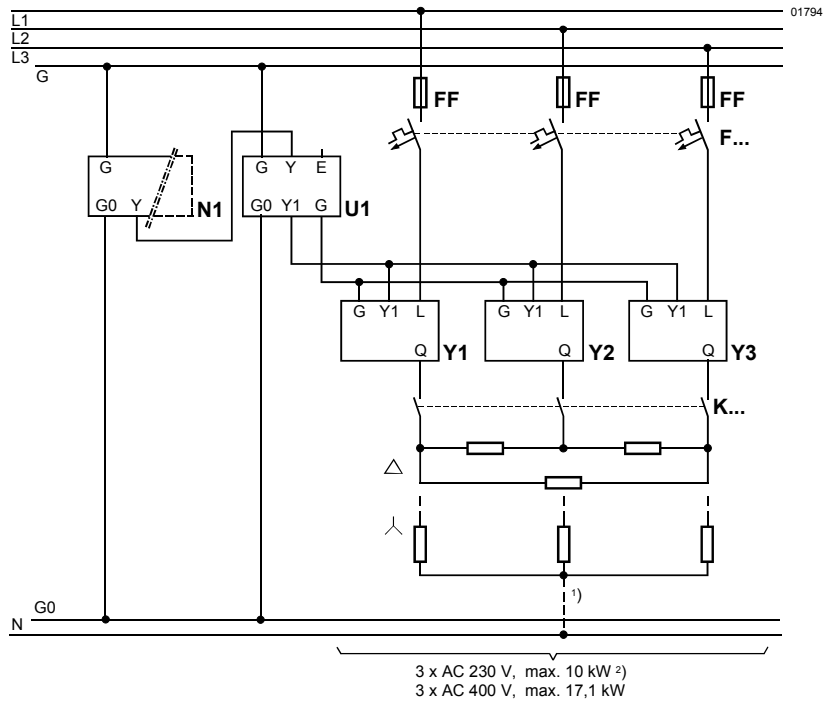 L1
01794
L2
L3
G
FF FF FF
F...
G
G Y E
G0 Y N1
G0 Y1 G U1
G Y1 L G Y1 L G Y1 L
Q Y1 Q Y2 Q Y3
K...
¹)
G0
N
3 x AC 230 V, max. 10 kW ²)
3 x AC 400 V, max. 17,1 kW